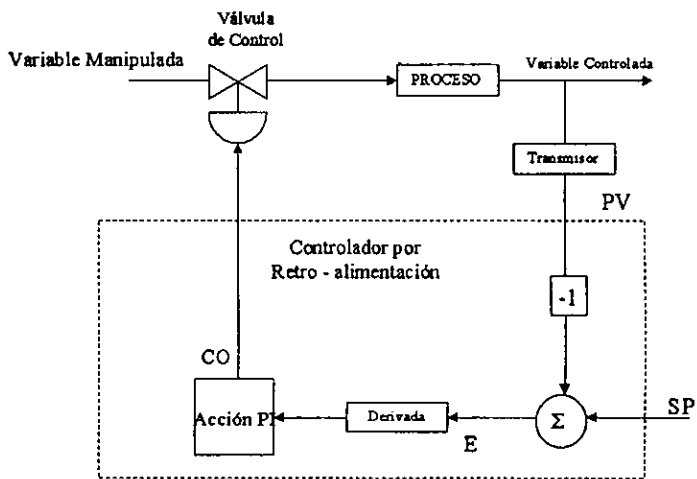 Válvula
de Control
Variable Manipulada
PROCESO
Variable Controlada
Transmisor
PV
Controlador por
Retro - alimentación
-1
CO
SP
Acción PI
Derivada
Σ
E